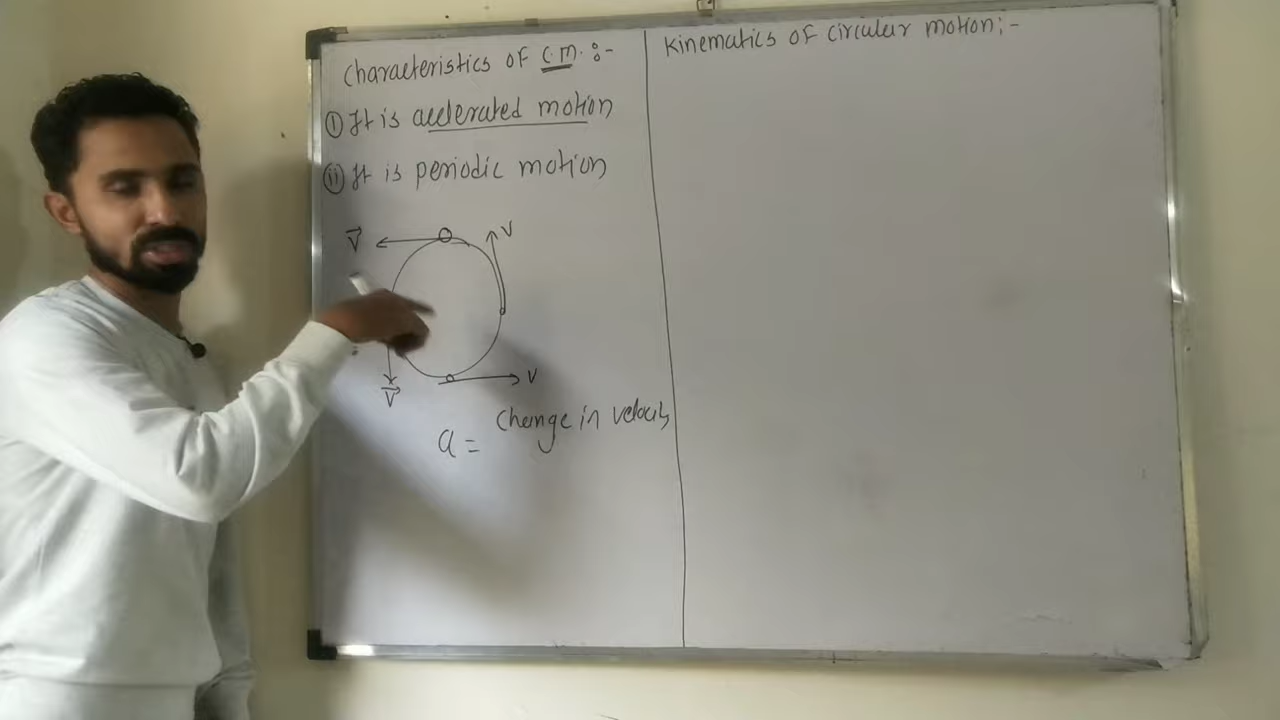 Characteristics of C.M. :-
(i) It is accelerated motion
(ii) It is periodic motion
V⃗
V
V⃗
V
a = Change in velocity
Kinematics of circular motion :-